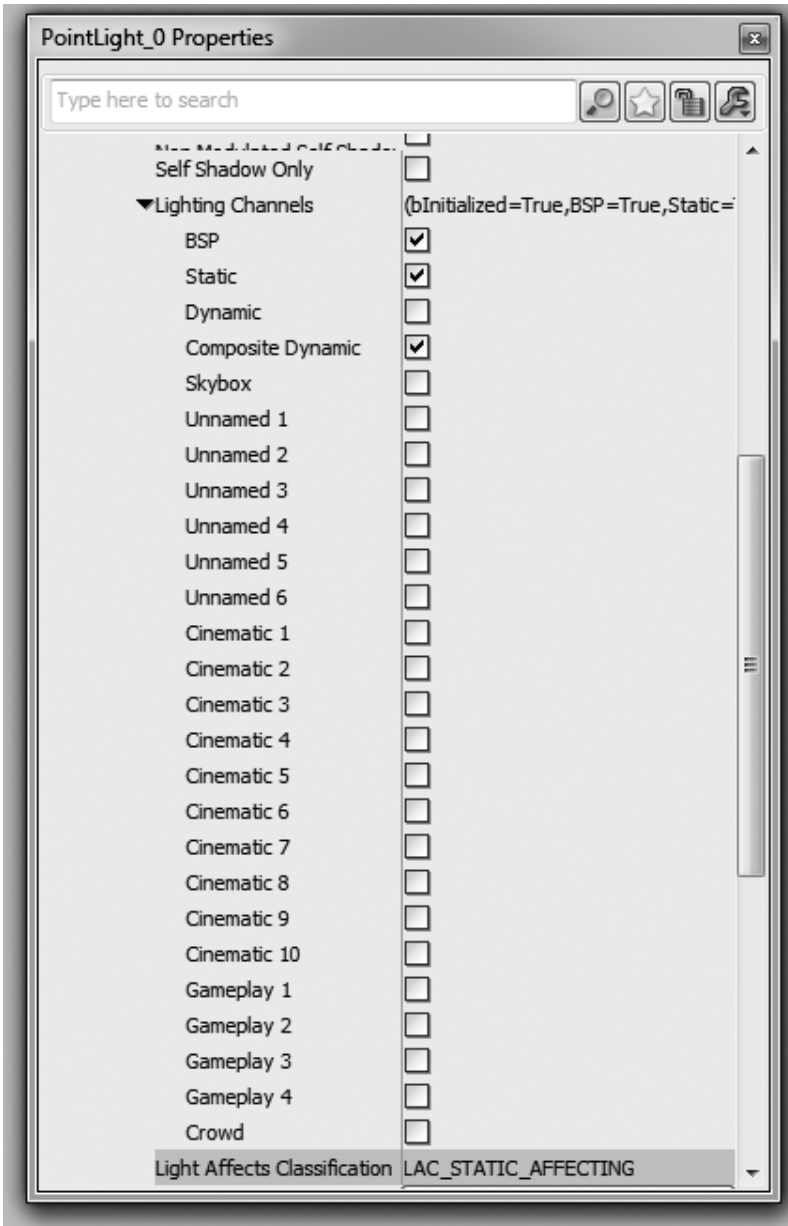 PointLight_0 Properties
Type here to search
Self Shadow Only
Lighting Channels (bInitialized=True,BSP=True,Static=
BSP
Static
Dynamic
Composite Dynamic
Skybox
Unnamed 1
Unnamed 2
Unnamed 3
Unnamed 4
Unnamed 5
Unnamed 6
Cinematic 1
Cinematic 2
Cinematic 3
Cinematic 4
Cinematic 5
Cinematic 6
Cinematic 7
Cinematic 8
Cinematic 9
Cinematic 10
Gameplay 1
Gameplay 2
Gameplay 3
Gameplay 4
Crowd
Light Affects Classification LAC_STATIC_AFFECTING